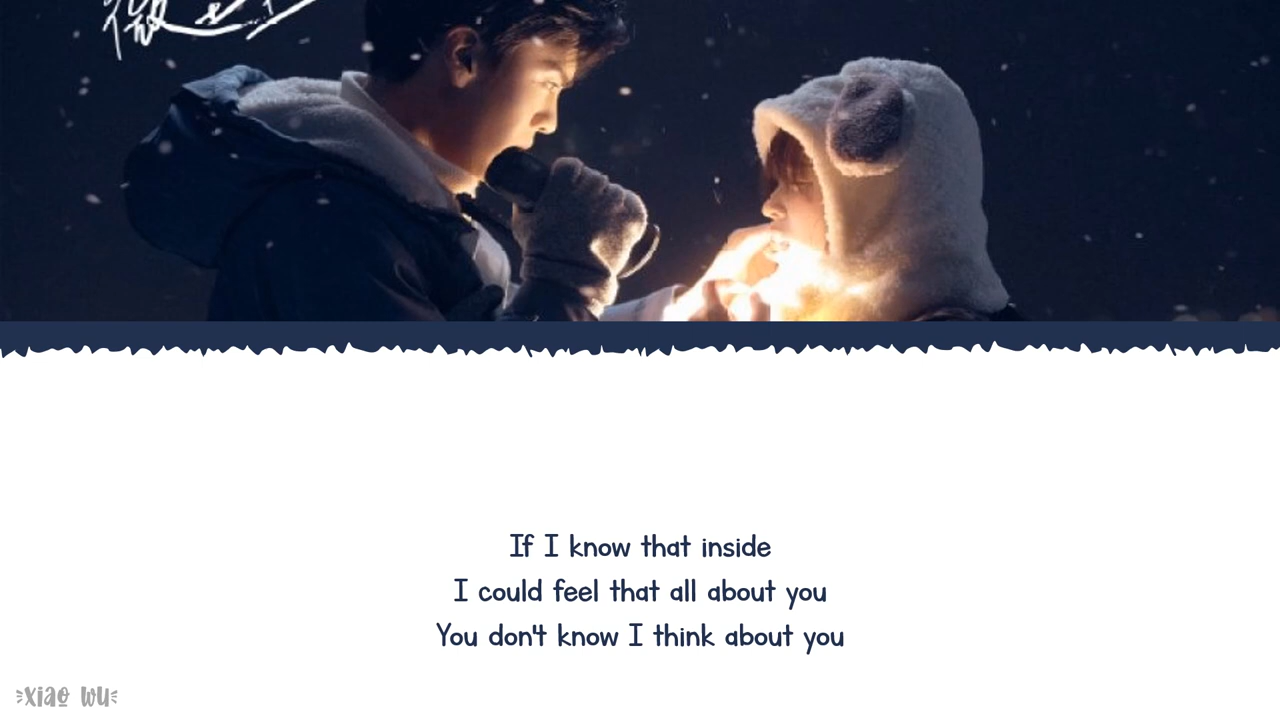 If I know that inside
I could feel that all about you
You don't know I think about you
xiao wu